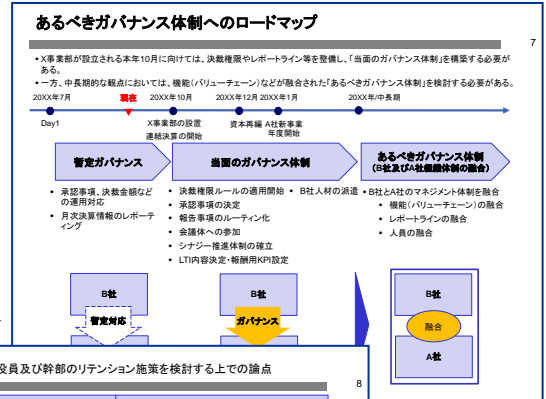 あるべきガバナンス体制へのロードマップ
7
• X事業部が設立される本年10月に向けては、決裁権限やレポートライン等を整備し、「当面のガバナンス体制」を構築する必要が
ある。
• 一方、中長期的な観点においては、機能(バリューチェーン)などが融合された「あるべきガバナンス体制」を検討する必要がある。
20XX年7月 現在 20XX年10月 20XX年12月 20XX年1月 20XX年/中長期
Day1 X事業部の設置 資本再編 A社新事業
連結決算の開始 年度開始
暫定ガバナンス 当面のガバナンス体制 あるべきガバナンス体制
(B社及びA社組織体制の融合)
• 承認事項、決裁金額など
の運用対応
• 月次決算情報のレポーテ
ィング
• 決裁権限ルールの適用開始
• 承認事項の決定
• 報告事項のルーティン化
• 会議体への参加
• シナジー推進体制の確立
• LTI内容決定・報酬用KPI設定
• B社人材の派遣
• B社とA社のマネジメント体制を融合
• 機能(バリューチェーン)の融合
• レポートラインの融合
• 人員の融合
B社 B社 B社
暫定対応 ガバナンス 融合
A社
役員及び幹部のリテンション施策を検討する上での論点
8